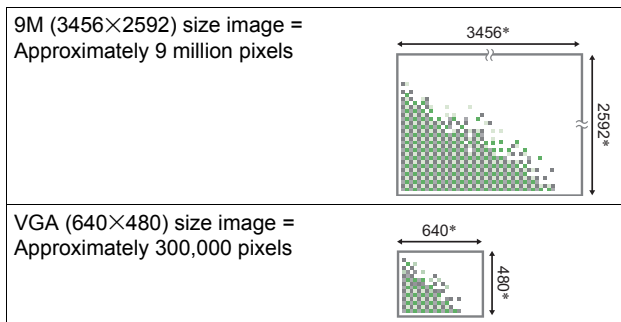 9M (3456×2592) size image =
Approximately 9 million pixels
3456*
2592*
VGA (640×480) size image =
Approximately 300,000 pixels
640*
480*